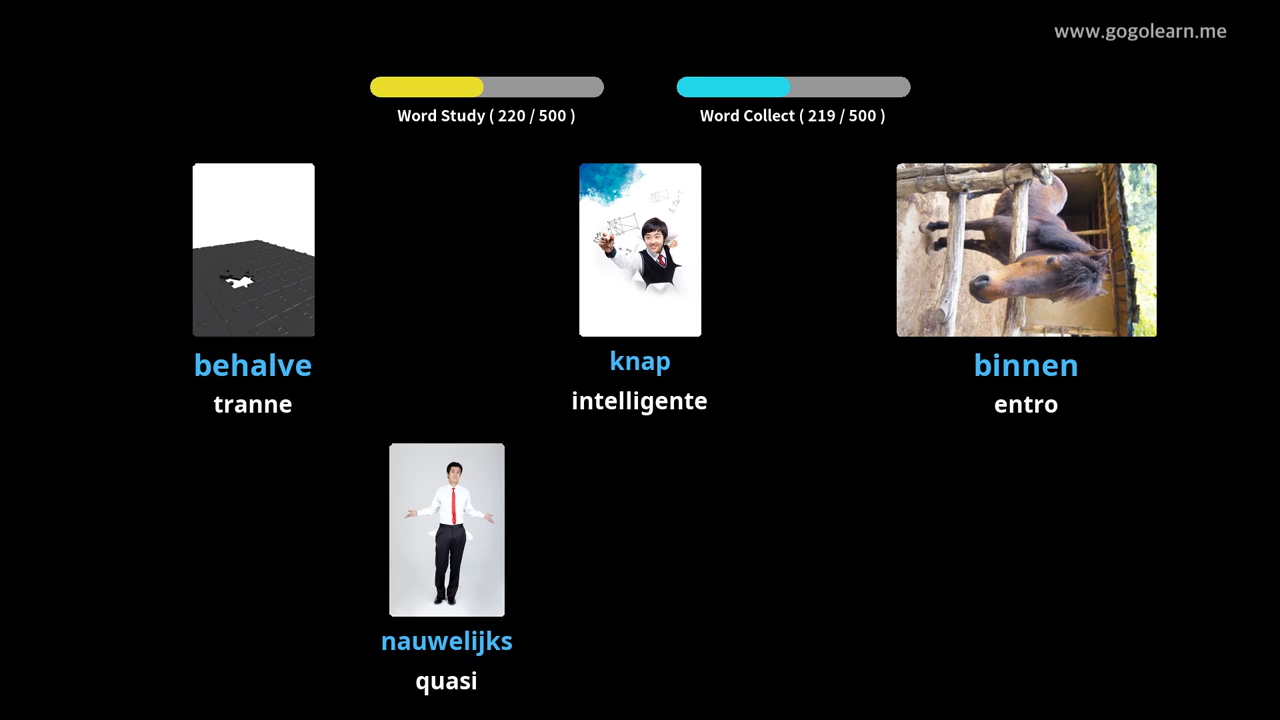 www.gogolearn.me
Word Study ( 220 / 500 )
Word Collect ( 219 / 500 )
behalve
tranne
knap
intelligente
binnen
entro
nauwelijks
quasi